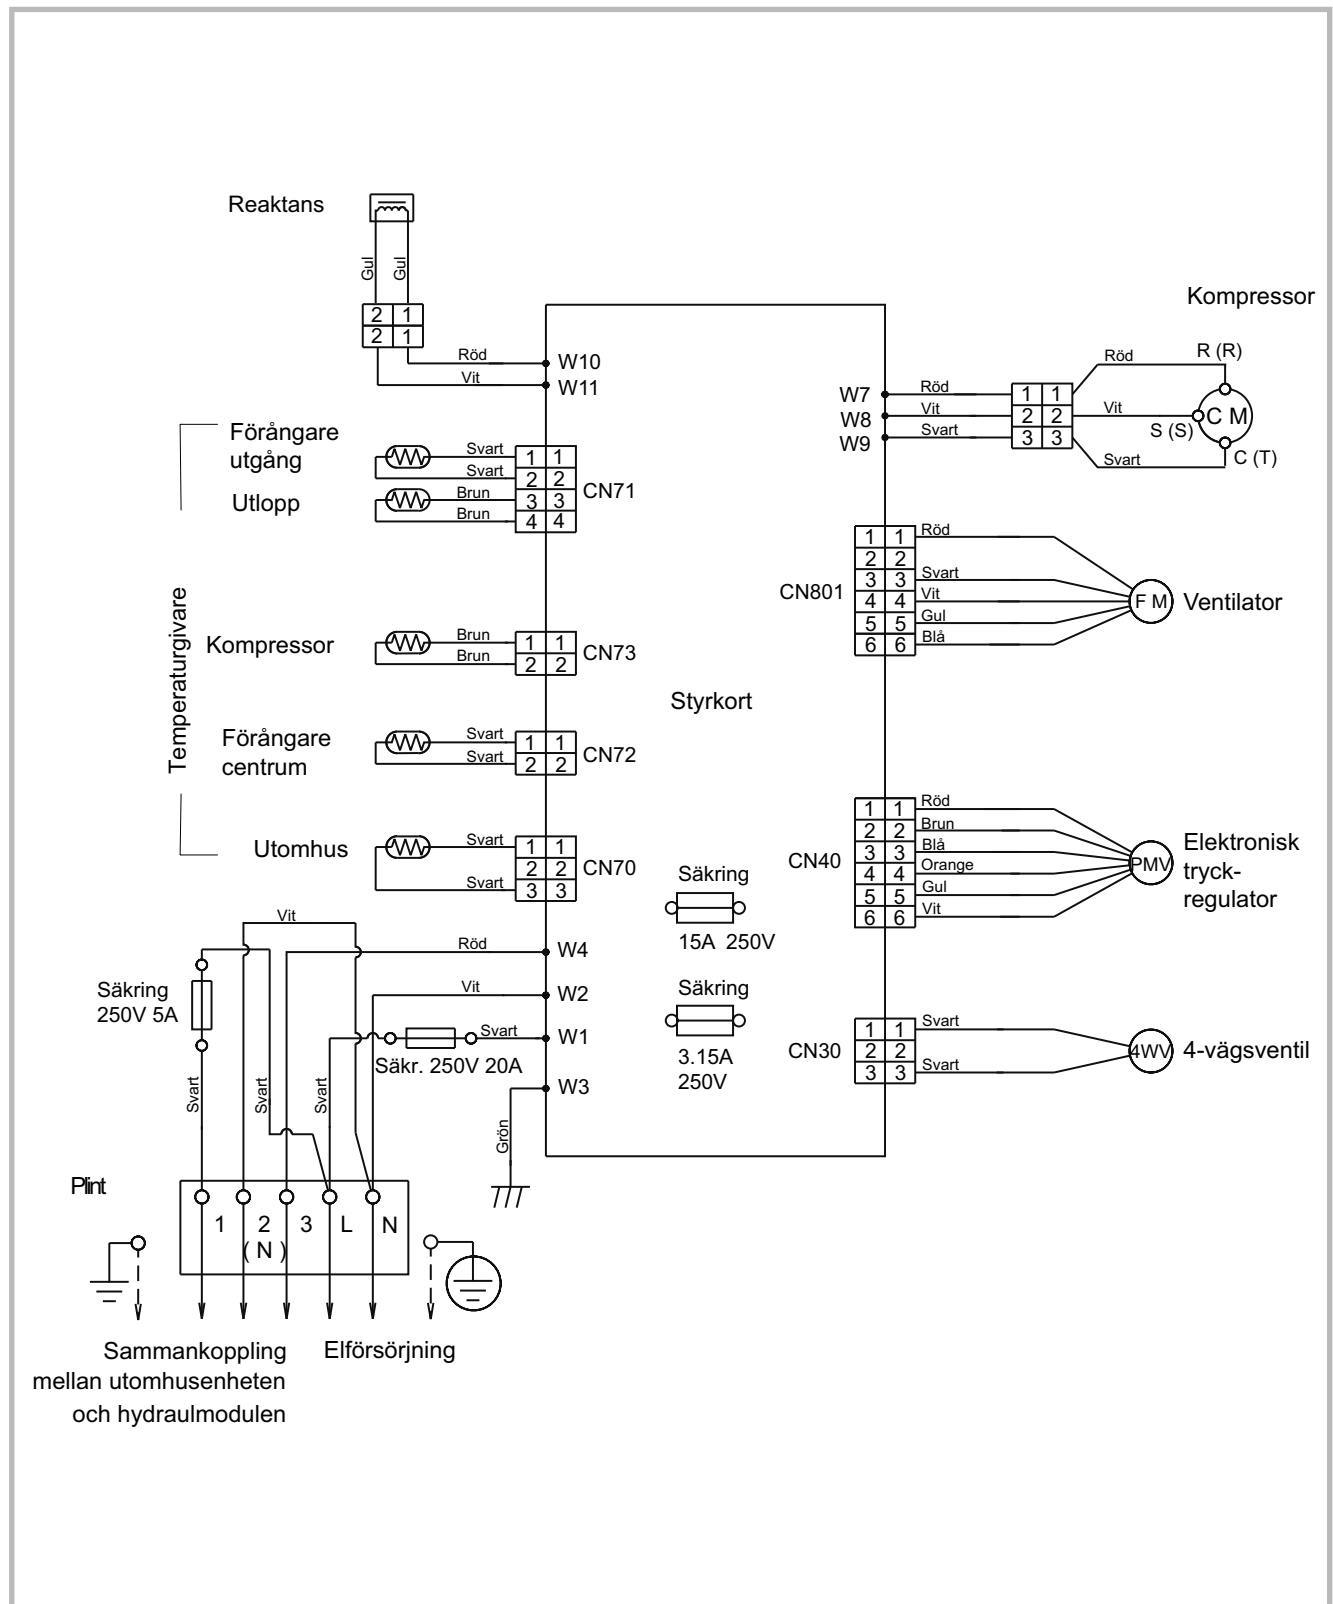 Reaktans
Gul
Gul
2 1
2 1
Röd
W10
Vit
W11
Kompressor
R (R)
Röd
W7
Röd
1 1
W8
Vit
2 2
Vit
S (S)
C M
W9
Svart
3 3
Svart
C (T)
Temperaturgivare
Förångare
utgång
Svart
1 1
Svart
2 2
Utlopp
Brun
3 3
Brun
4 4
CN71
CN801
1 1
Röd
2 2
3 3
Svart
4 4
Vit
5 5
Gul
6 6
Blå
F M
Ventilator
Kompressor
Brun
1 1
Brun
2 2
CN73
Styrkort
Förångare
centrum
Svart
1 1
Svart
2 2
CN72
Utomhus
Svart
1 1
2 2
Svart
3 3
CN70
CN40
1 1
Röd
2 2
Brun
3 3
Blå
4 4
Orange
5 5
Gul
6 6
Vit
PMV
Elektronisk
tryck-
regulator
Säkring
15A 250V
Säkring
3.15A
250V
Vit
Röd
W4
Säkring
250V 5A
Vit
W2
Svart
W1
Säkr. 250V 20A
W3
Svart
Svart
Svart
Grön
CN30
1 1
Svart
2 2
3 3
Svart
4WV
4-vägsventil
Plint
1 2 3 L N
( N )
Sammankoppling
mellan utomhusenheten
och hydraulmodulen
Elförsörjning